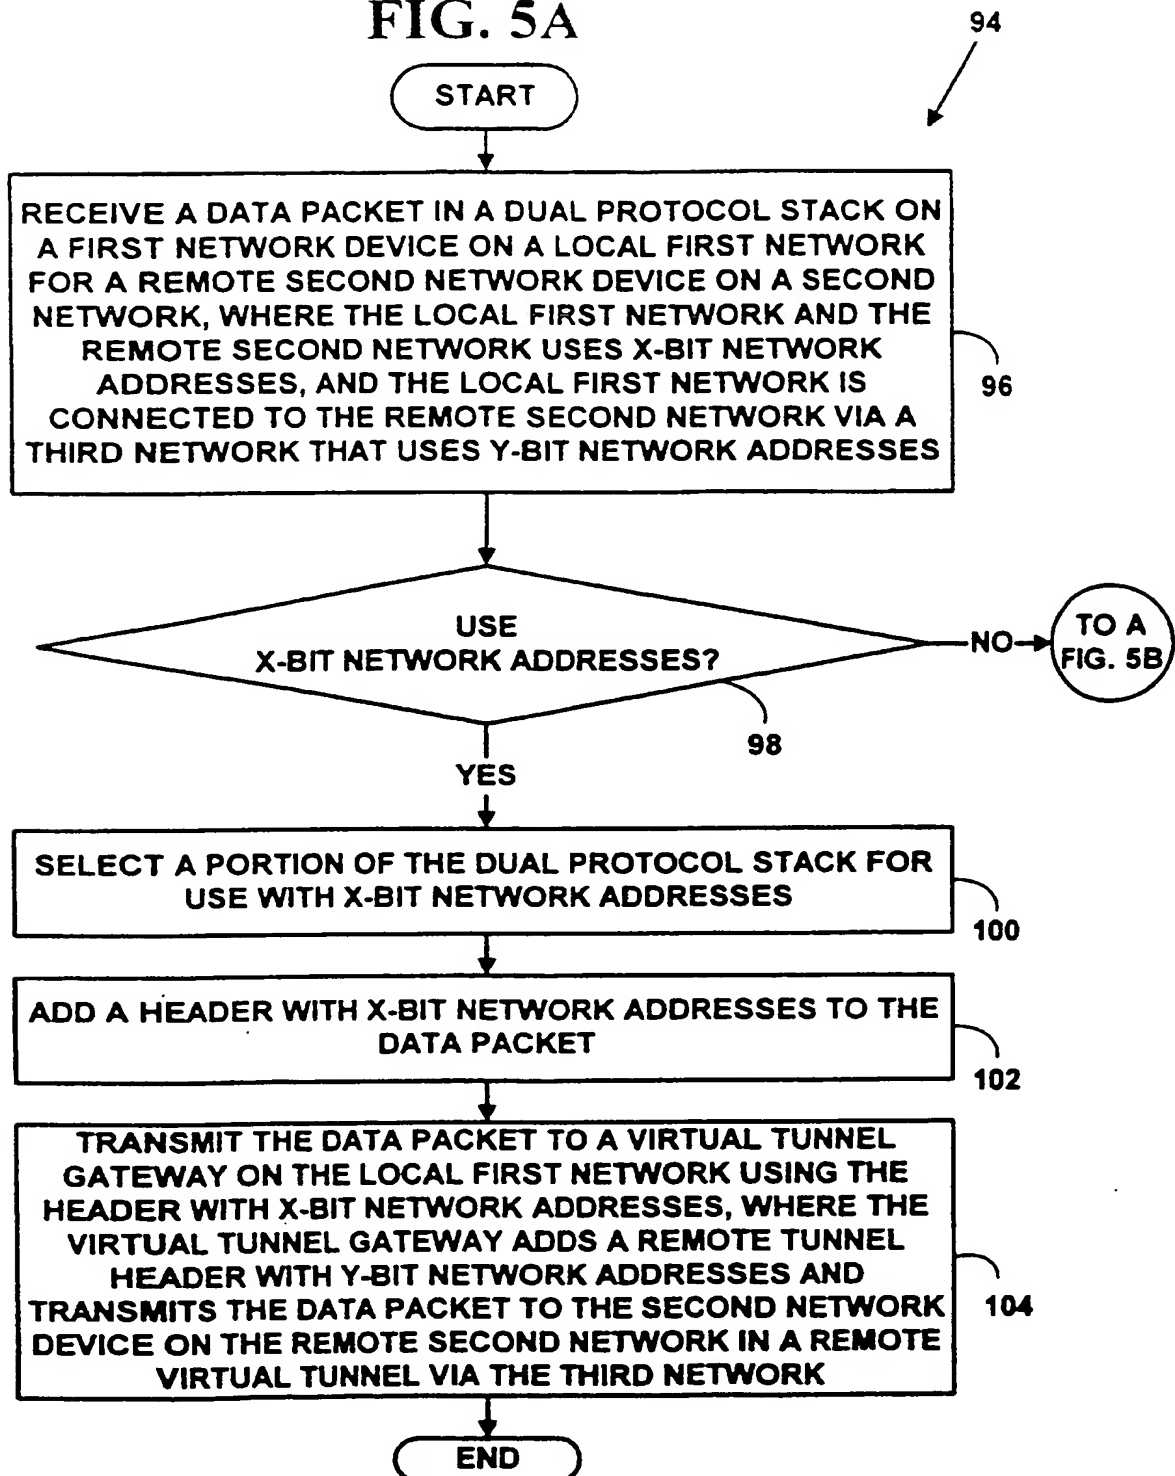 FIG. 5A
94
START
RECEIVE A DATA PACKET IN A DUAL PROTOCOL STACK ON
A FIRST NETWORK DEVICE ON A LOCAL FIRST NETWORK
FOR A REMOTE SECOND NETWORK DEVICE ON A SECOND
NETWORK, WHERE THE LOCAL FIRST NETWORK AND THE
REMOTE SECOND NETWORK USES X-BIT NETWORK
ADDRESSES, AND THE LOCAL FIRST NETWORK IS
CONNECTED TO THE REMOTE SECOND NETWORK VIA A
THIRD NETWORK THAT USES Y-BIT NETWORK ADDRESSES
96
USE
X-BIT NETWORK ADDRESSES?
NO
TO A
FIG. 5B
98
YES
SELECT A PORTION OF THE DUAL PROTOCOL STACK FOR
USE WITH X-BIT NETWORK ADDRESSES
100
ADD A HEADER WITH X-BIT NETWORK ADDRESSES TO THE
DATA PACKET
102
TRANSMIT THE DATA PACKET TO A VIRTUAL TUNNEL
GATEWAY ON THE LOCAL FIRST NETWORK USING THE
HEADER WITH X-BIT NETWORK ADDRESSES, WHERE THE
VIRTUAL TUNNEL GATEWAY ADDS A REMOTE TUNNEL
HEADER WITH Y-BIT NETWORK ADDRESSES AND
TRANSMITS THE DATA PACKET TO THE SECOND NETWORK
DEVICE ON THE REMOTE SECOND NETWORK IN A REMOTE
VIRTUAL TUNNEL VIA THE THIRD NETWORK
104
END